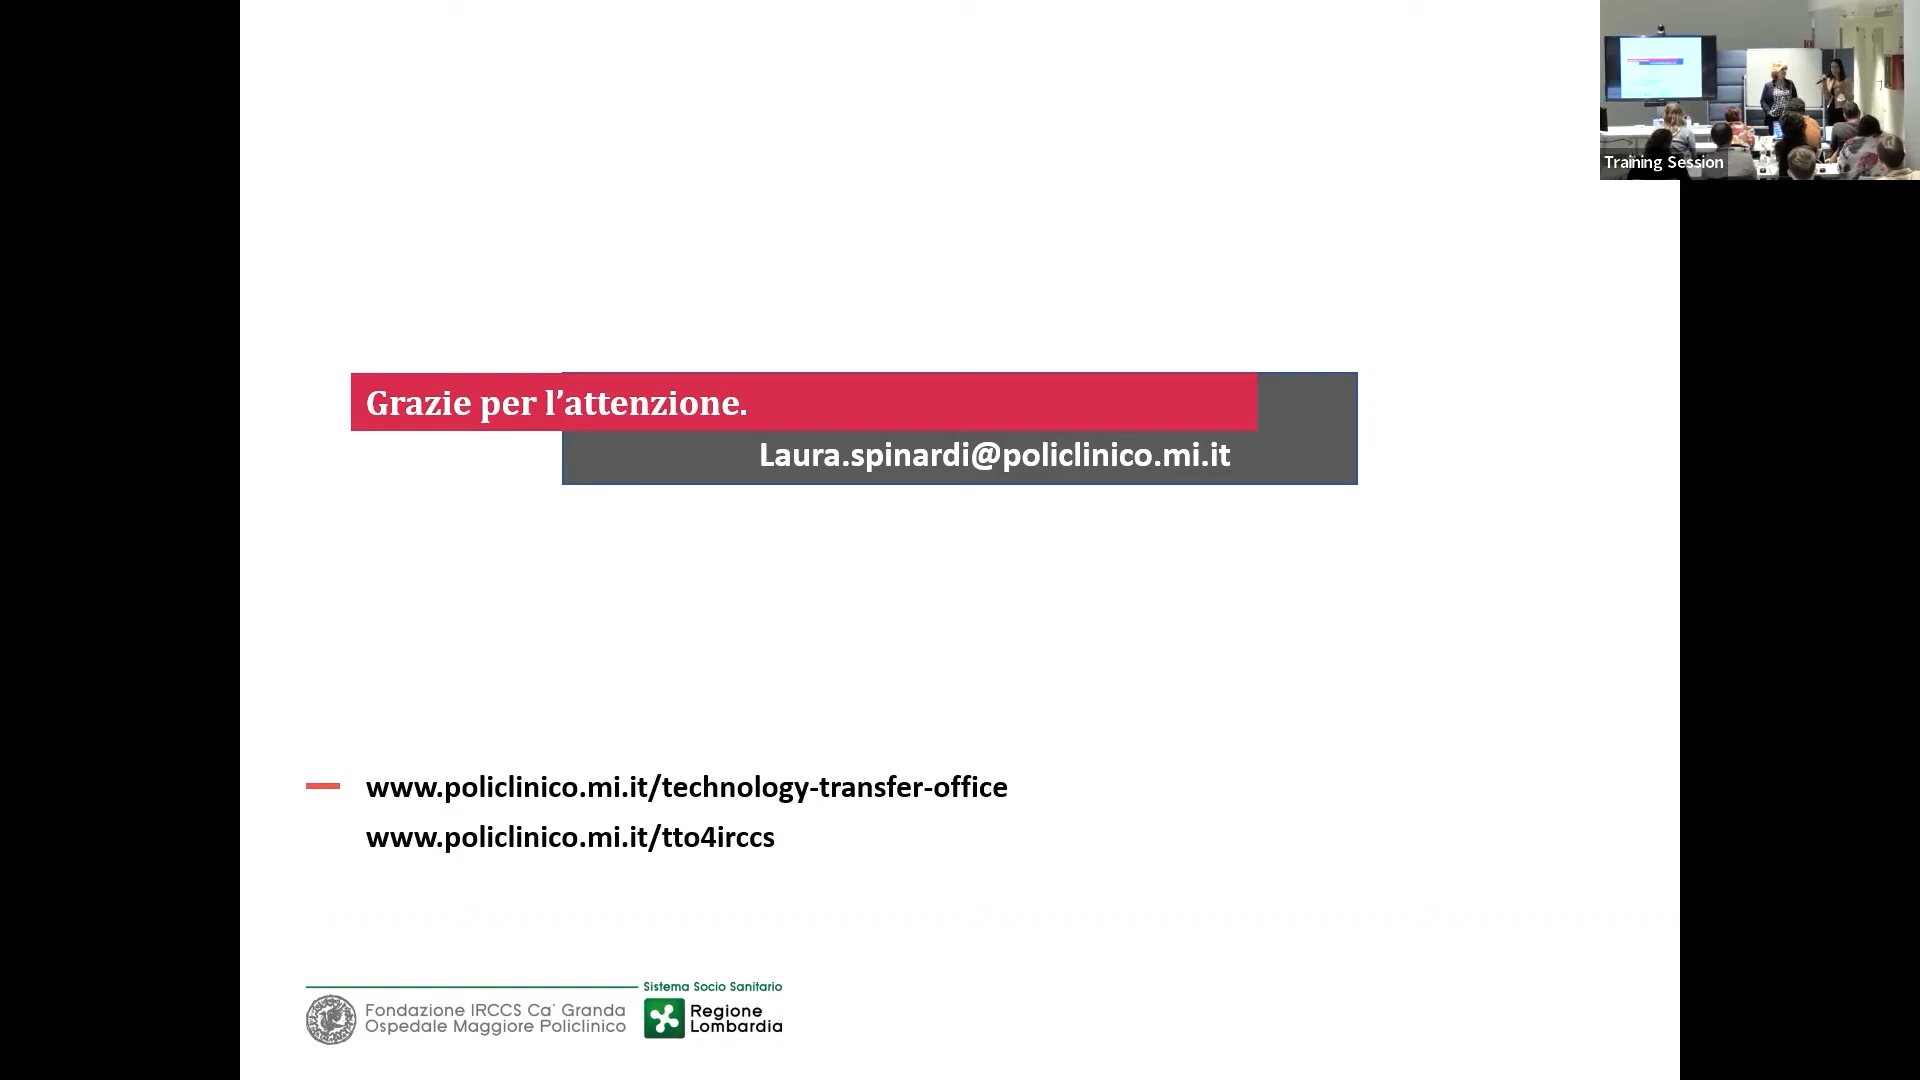 Training Session
Grazie per l’attenzione.
Laura.spinardi@policlinico.mi.it
www.policlinico.mi.it/technology-transfer-office
www.policlinico.mi.it/tto4irccs
Sistema Socio Sanitario
Fondazione IRCCS Ca' Granda
Ospedale Maggiore Policlinico
Regione
Lombardia